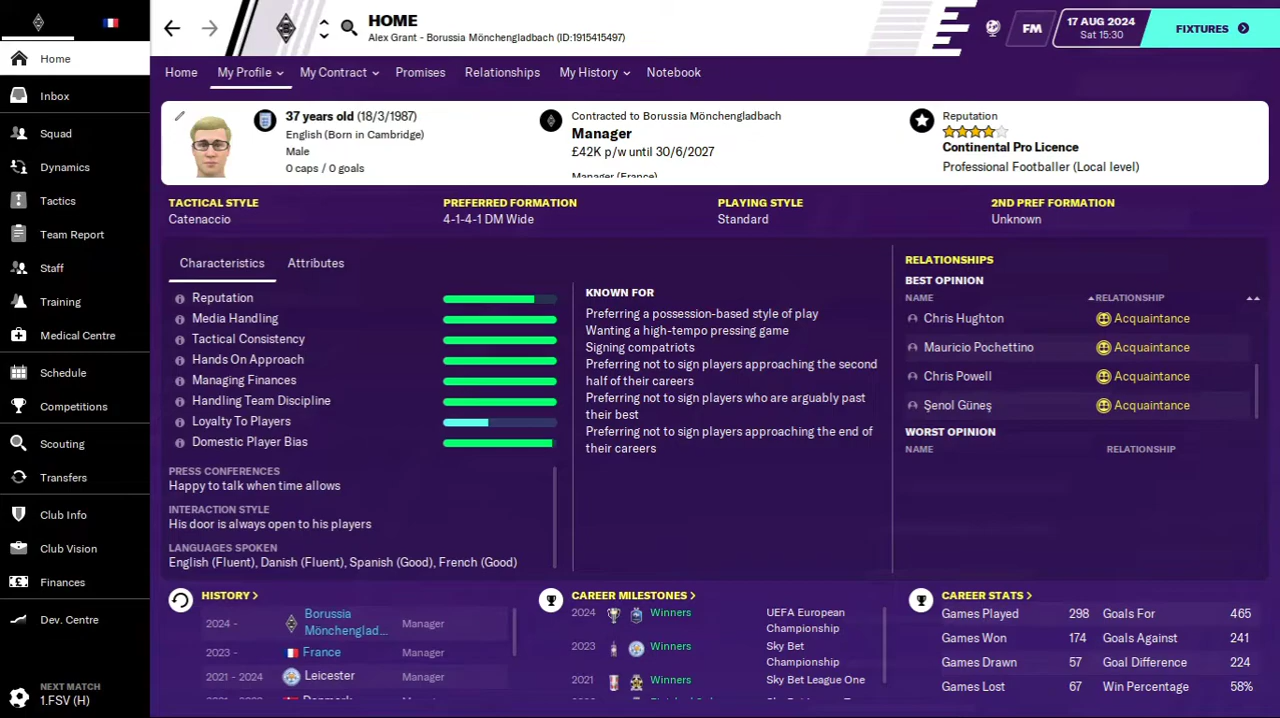 HOME
Alex Grant - Borussia Mönchengladbach (ID:1915415497)
FM
17 AUG 2024
Sat 15:30
FIXTURES
Home
Inbox
Squad
Dynamics
Tactics
Team Report
Staff
Training
Medical Centre
Schedule
Competitions
Scouting
Transfers
Club Info
Club Vision
Finances
Dev. Centre
NEXT MATCH
1.FSV (H)
Home
My Profile
My Contract
Promises
Relationships
My History
Notebook
37 years old (18/3/1987)
English (Born in Cambridge)
Male
0 caps / 0 goals
Contracted to Borussia Mönchengladbach
Manager
£42K p/w until 30/6/2027
Manager (France)
Reputation
Continental Pro Licence
Professional Footballer (Local level)
TACTICAL STYLE
Catenaccio
PREFERRED FORMATION
4-1-4-1 DM Wide
PLAYING STYLE
Standard
2ND PREF FORMATION
Unknown
Characteristics
Attributes
Reputation
Media Handling
Tactical Consistency
Hands On Approach
Managing Finances
Handling Team Discipline
Loyalty To Players
Domestic Player Bias
PRESS CONFERENCES
Happy to talk when time allows
INTERACTION STYLE
His door is always open to his players
LANGUAGES SPOKEN
English (Fluent), Danish (Fluent), Spanish (Good), French (Good)
KNOWN FOR
Preferring a possession-based style of play
Wanting a high-tempo pressing game
Signing compatriots
Preferring not to sign players approaching the second
half of their careers
Preferring not to sign players who are arguably past
their best
Preferring not to sign players approaching the end of
their careers
RELATIONSHIPS
BEST OPINION
NAME RELATIONSHIP
Chris Hughton Acquaintance
Mauricio Pochettino Acquaintance
Chris Powell Acquaintance
Şenol Güneş Acquaintance
WORST OPINION
NAME RELATIONSHIP
HISTORY >
2024 - Borussia Mönchenglad... Manager
2023 - France Manager
2021 - 2024 Leicester Manager
CAREER MILESTONES >
2024 Winners UEFA European
Championship
2023 Winners Sky Bet
Championship
2021 Winners Sky Bet League One
CAREER STATS >
Games Played 298 Goals For 465
Games Won 174 Goals Against 241
Games Drawn 57 Goal Difference 224
Games Lost 67 Win Percentage 58%